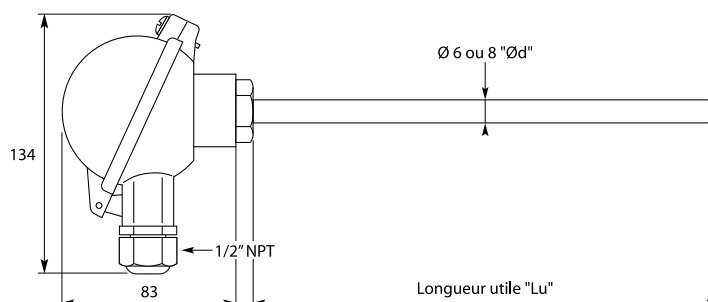 Ø 6 ou 8 "Ød"
134
1/2” NPT
83
Longueur utile "Lu"